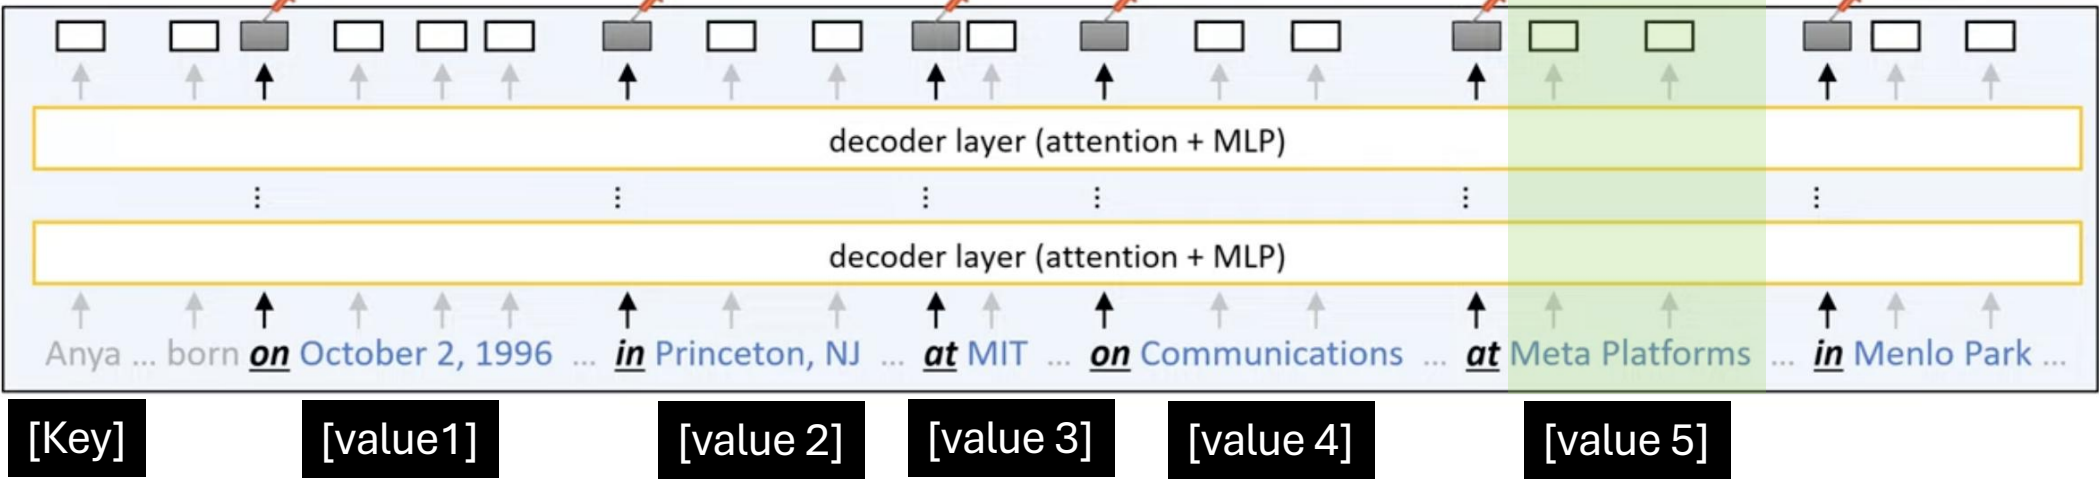 decoder layer (attention + MLP)
decoder layer (attention + MLP)
Anya ... born on October 2, 1996 ... in Princeton, NJ ... at MIT ... on Communications ... at Meta Platforms ... in Menlo Park ...
[Key] [value1] [value 2] [value 3] [value 4] [value 5]